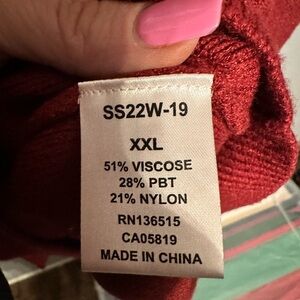 SS22W-19
XXL
51% VISCOSE
28% PBT
21% NYLON
RN136515
CA05819
MADE IN CHINA